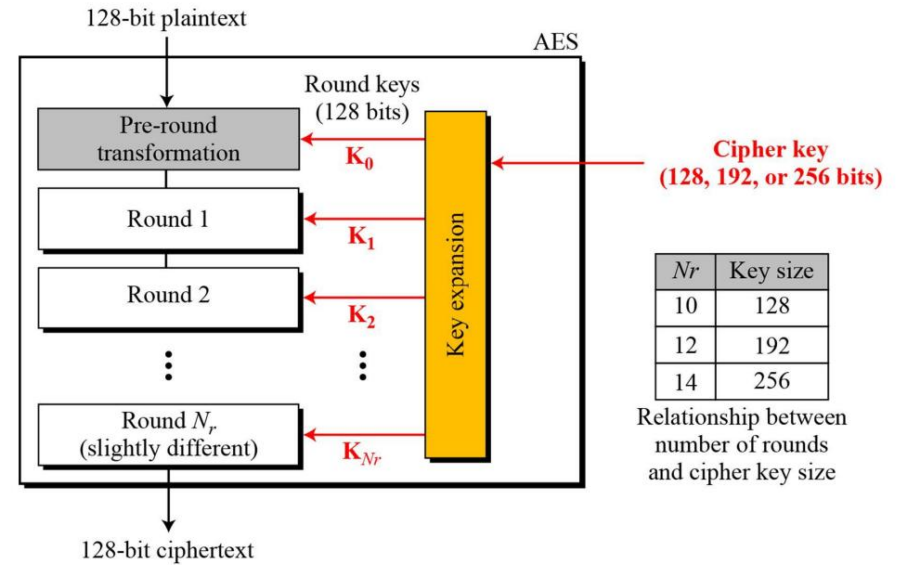 128-bit plaintext
AES
Round keys
(128 bits)
Pre-round
transformation
K0
Cipher key
(128, 192, or 256 bits)
Round 1
K1
Round 2
K2
Key expansion
Round Nr
(slightly different)
KNr
128-bit ciphertext
Nr Key size
10 128
12 192
14 256
Relationship between
number of rounds
and cipher key size